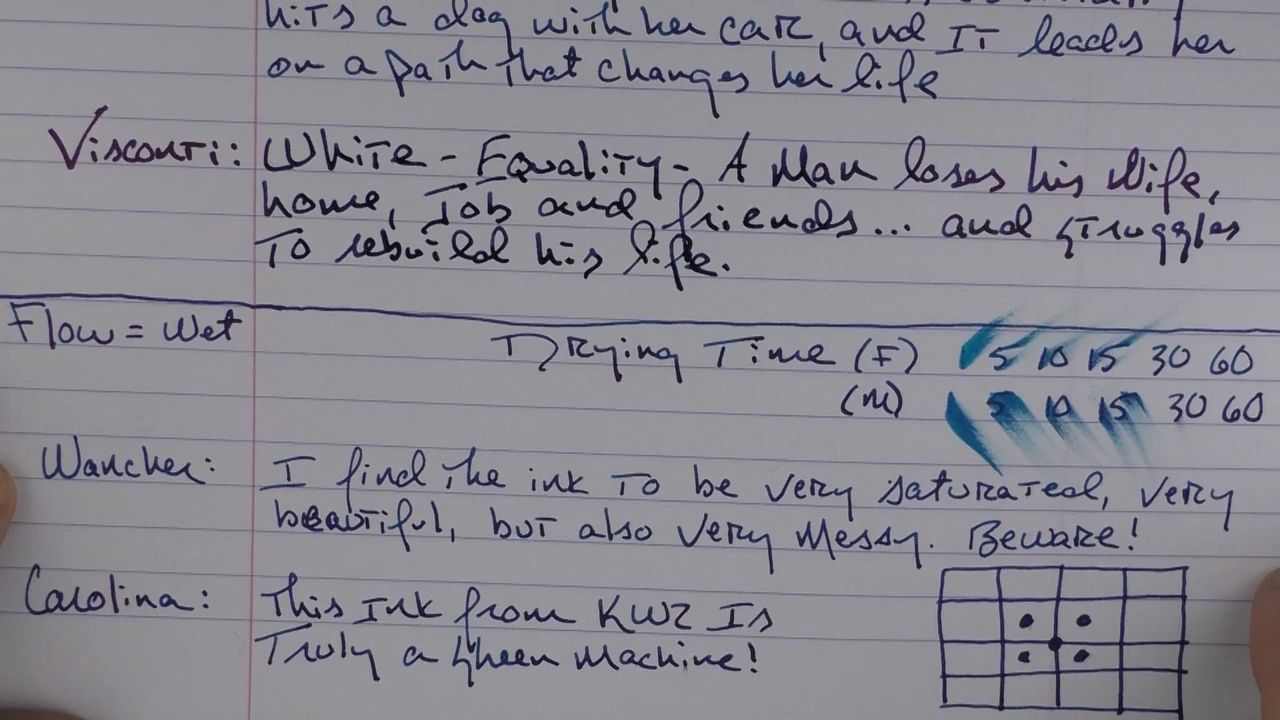 hits a dog with her car, and IT leads her
on a path that changes her life
Visconti: White - Equality - A Man loses his Wife,
home, Job and friends... and struggles
To rebuild his life.
Flow = Wet
Drying Time (F) 5 10 15 30 60
(M) 5 10 15 30 60
Wancher: I find the ink To be very saturated, very
beautiful, but also very Messy. Beware!
Carolina: This Ink from KWZ Is
Truly a Sheen Machine!